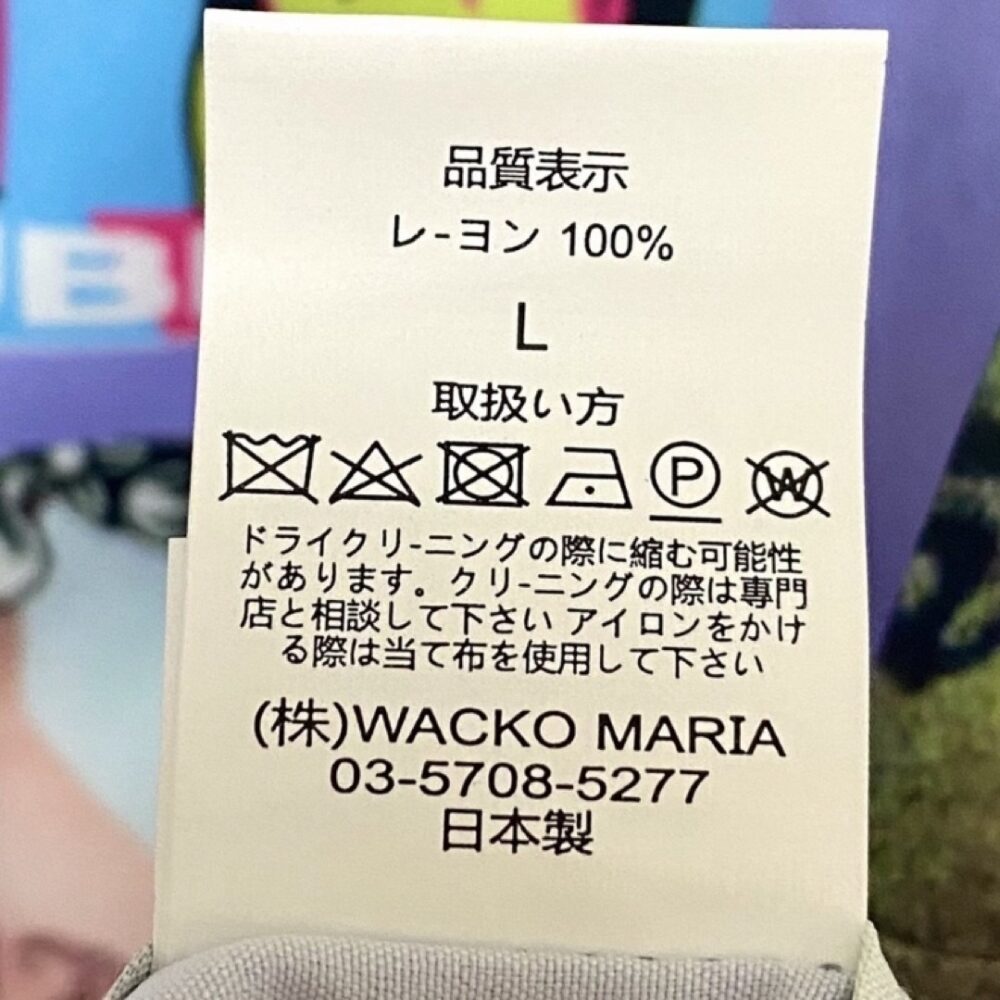 UB
品質表示
レ-ヨン 100%
L
取扱い方
P W
ドライクリ-ニングの際に縮む可能性
があります。クリ-ニングの際は專門
店と相談して下さい アイロンをかけ
る際は当て布を使用して下さい
(株)WACKO MARIA
03-5708-5277
日本製